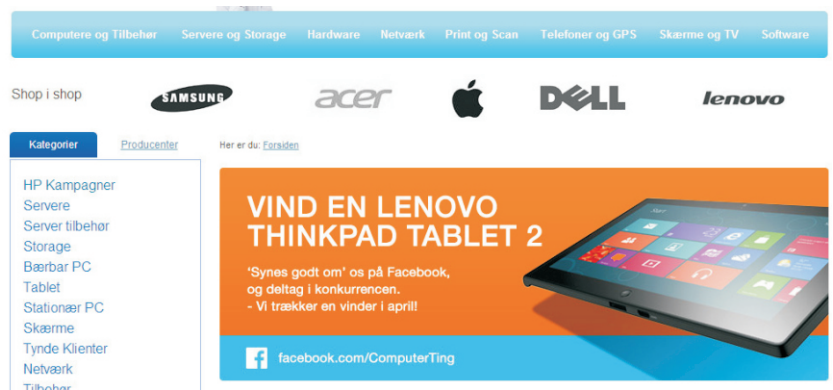 Computere og Tilbehør Servere og Storage Hardware Netværk Print og Scan Telefoner og GPS Skærme og TV Software
Shop i shop SAMSUNG acer DELL lenovo
Kategorier Producenter Her er du: Forsiden
HP Kampagner
Servere
Server tilbehør
Storage
Bærbar PC
Tablet
Stationær PC
Skærme
Tynde Klienter
Netværk
Tilbehør
VIND EN LENOVO
THINKPAD TABLET 2
'Synes godt om' os på Facebook,
og deltag i konkurrencen.
- Vi trækker en vinder i april!
facebook.com/ComputerTing
Start